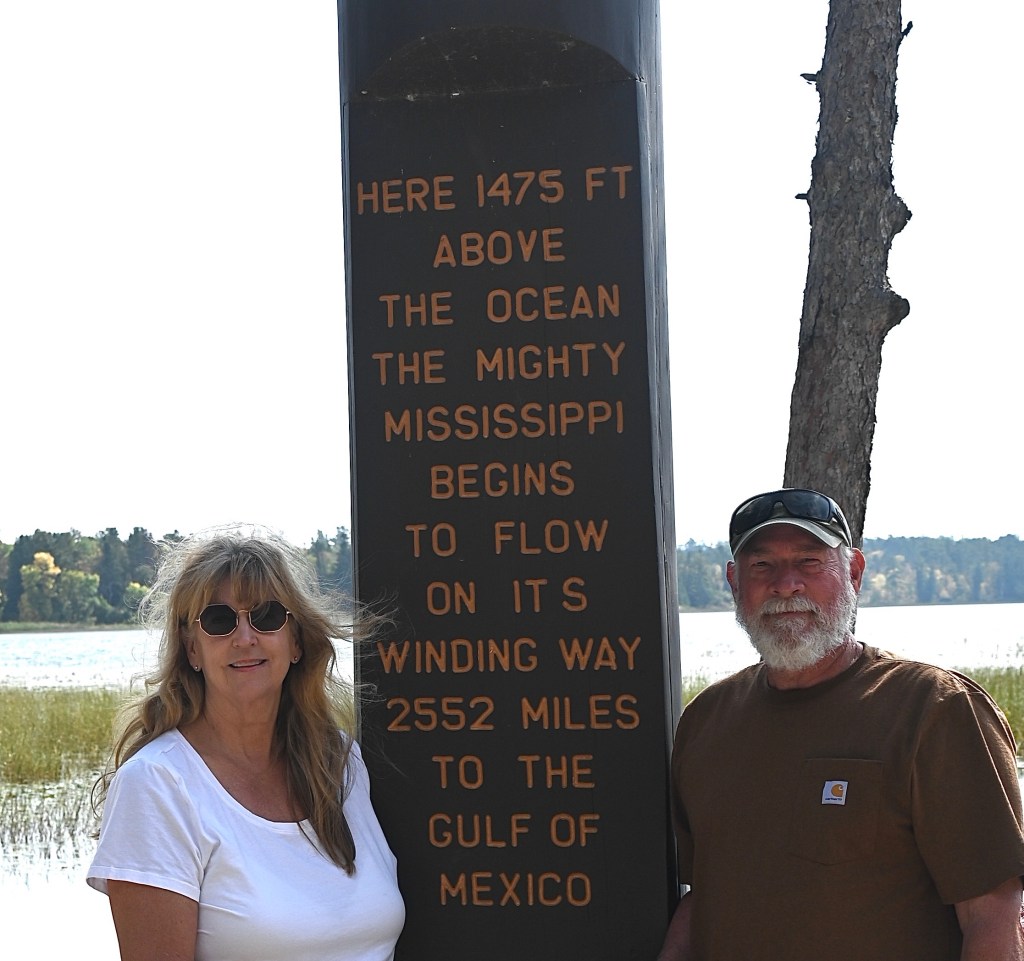 HERE 1475 FT
ABOVE
THE OCEAN
THE MIGHTY
MISSISSIPPI
BEGINS
TO FLOW
ON ITS
WINDING WAY
2552 MILES
TO THE
GULF OF
MEXICO